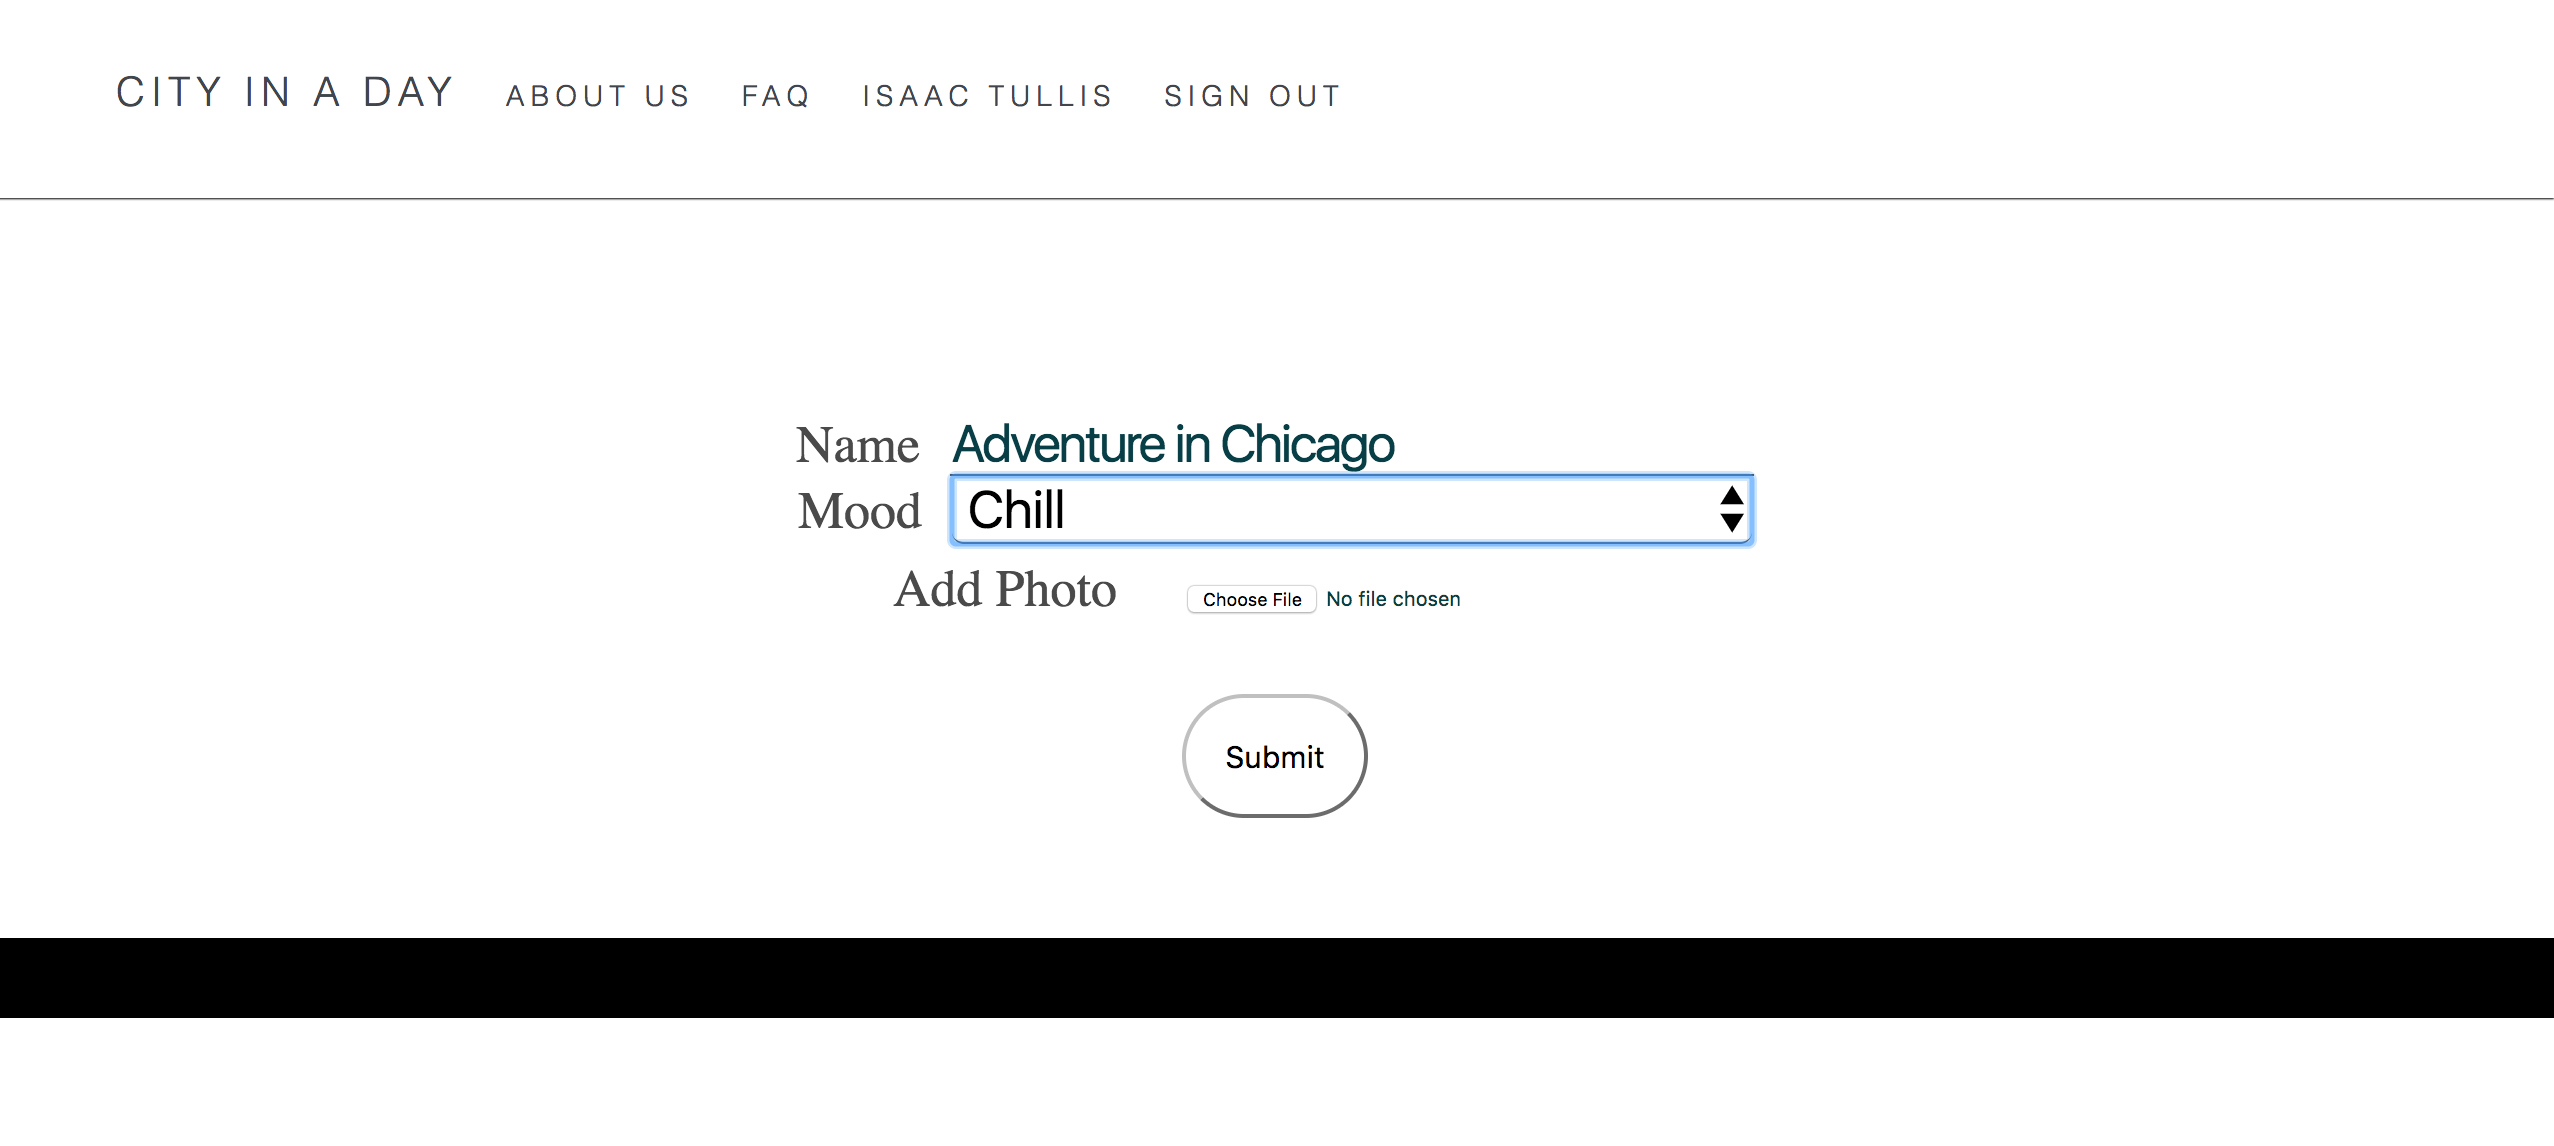 CITY IN A DAY ABOUT US FAQ ISAAC TULLIS SIGN OUT
Name Adventure in Chicago
Mood Chill
Add Photo Choose File No file chosen
Submit